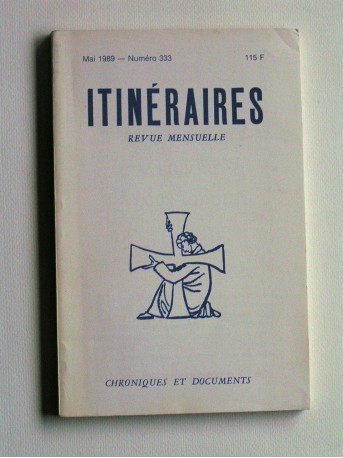 Mai 1989 — Numéro 333 115 F
ITINÉRAIRES
REVUE MENSUELLE
CHRONIQUES ET DOCUMENTS